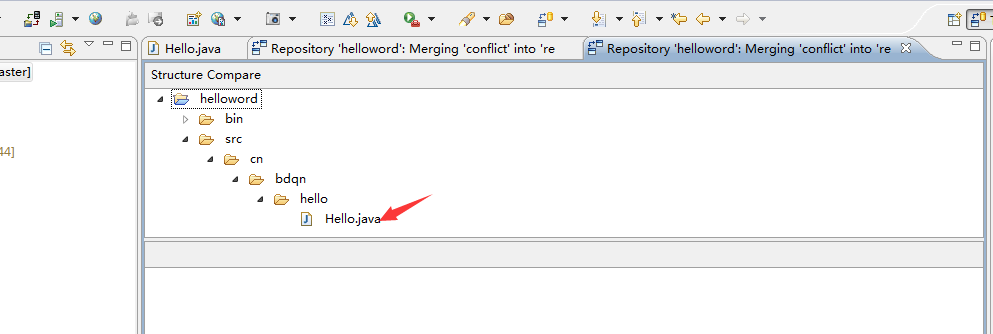 Hello.java
Repository 'helloword': Merging 'conflict' into 're
Repository 'helloword': Merging 'conflict' into 're
aster]
Structure Compare
helloword
bin
src
44]
cn
bdqn
hello
Hello.java